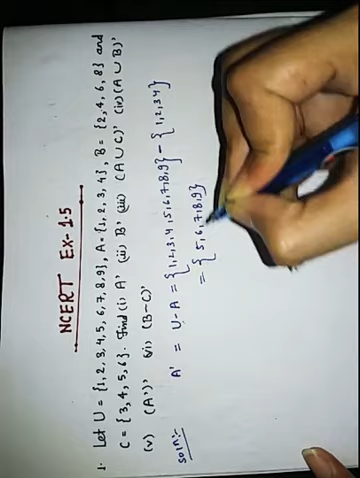 NCERT EX-1.5
1. Let U = {1, 2, 3, 4, 5, 6, 7, 8, 9}, A = {1, 2, 3, 4}, B = {2, 4, 6, 8} and
C = {3, 4, 5, 6}. Find (i) A' (ii) B' (iii) (A ∪ C)' (iv) (A ∪ B)'
(v) (A')' (vi) (B-C)'
Soln:- A' = U - A = {1,2,3,4,5,6,7,8,9} - {1,2,3,4}
= {5,6,7,8,9}